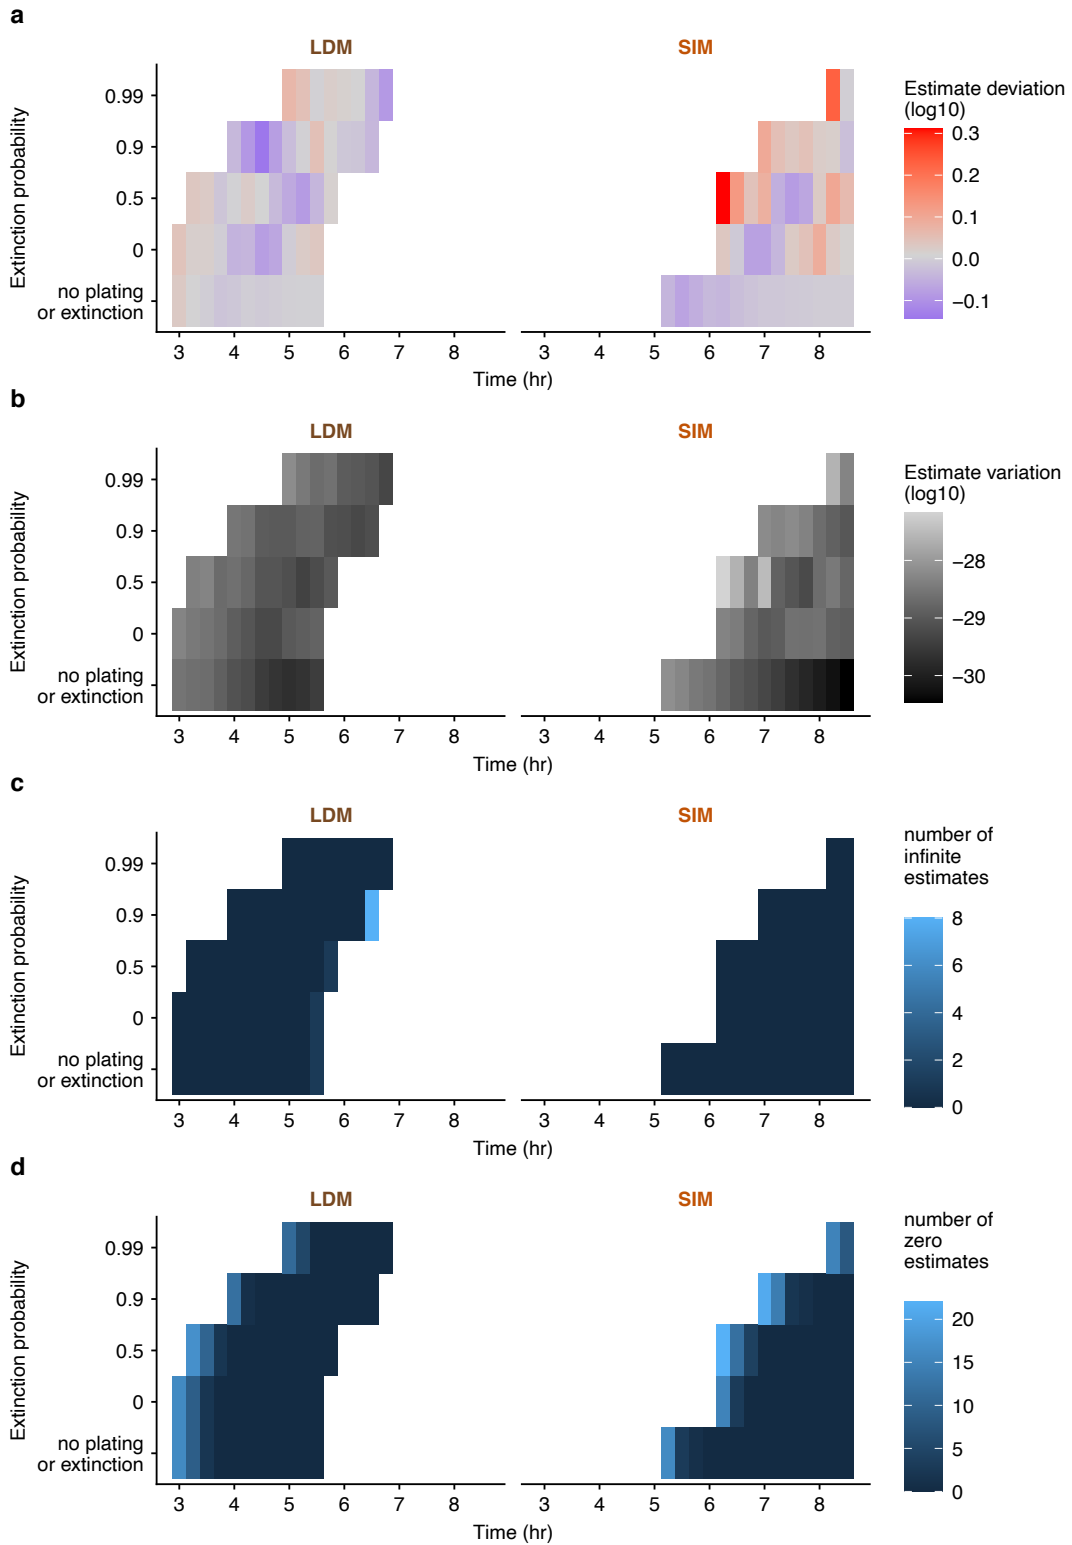 a
LDM
SIM
Extinction probability
0.99
0.9
0.5
0
no plating
or extinction
3 4 5 6 7 8
3 4 5 6 7 8
Time (hr)
Estimate deviation
(log10)
0.3
0.2
0.1
0.0
−0.1
b
LDM
SIM
Extinction probability
0.99
0.9
0.5
0
no plating
or extinction
3 4 5 6 7 8
3 4 5 6 7 8
Time (hr)
Estimate variation
(log10)
−28
−29
−30
c
LDM
SIM
Extinction probability
0.99
0.9
0.5
0
no plating
or extinction
3 4 5 6 7 8
3 4 5 6 7 8
Time (hr)
number of
infinite
estimates
8
6
4
2
0
d
LDM
SIM
Extinction probability
0.99
0.9
0.5
0
no plating
or extinction
3 4 5 6 7 8
3 4 5 6 7 8
Time (hr)
number of
zero
estimates
20
15
10
5
0